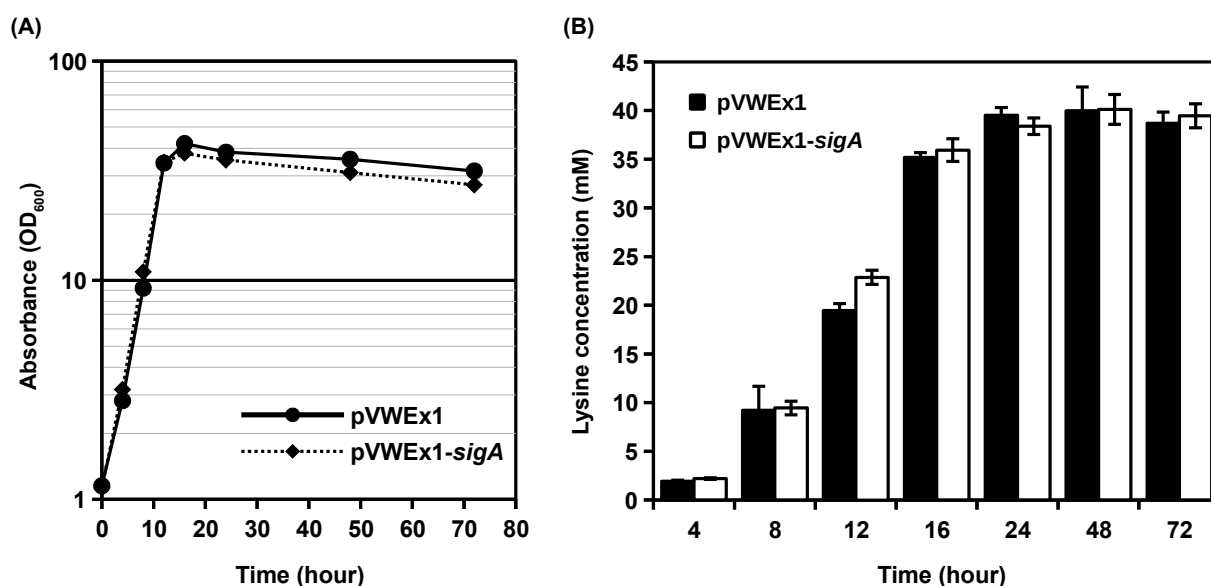 (A)
100
10
1
Absorbance (OD600)
pVWEx1
pVWEx1-sigA
0 10 20 30 40 50 60 70 80
Time (hour)
(B)
45
40
35
30
25
20
15
10
5
0
Lysine concentration (mM)
pVWEx1
pVWEx1-sigA
4 8 12 16 24 48 72
Time (hour)